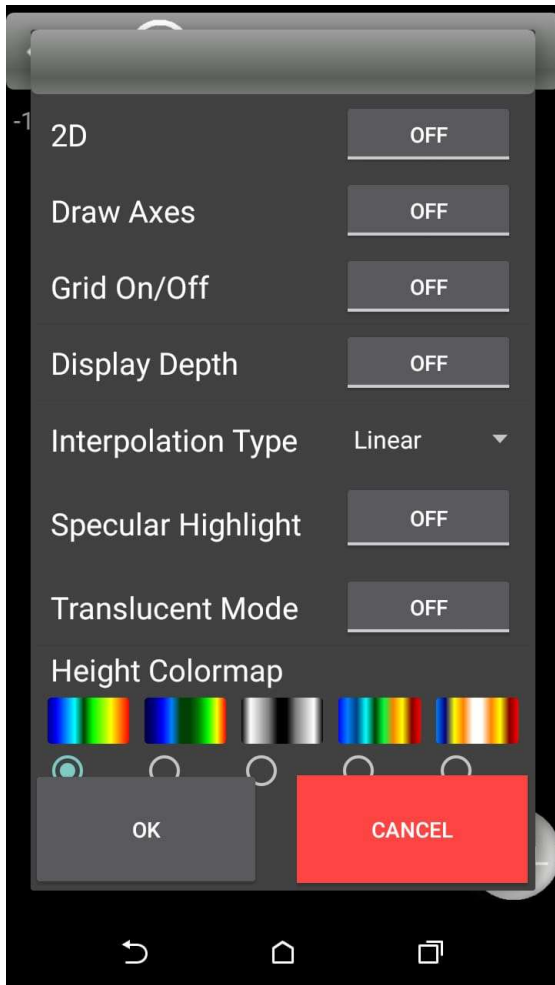 -1
2D OFF
Draw Axes OFF
Grid On/Off OFF
Display Depth OFF
Interpolation Type Linear
Specular Highlight OFF
Translucent Mode OFF
Height Colormap
OK CANCEL